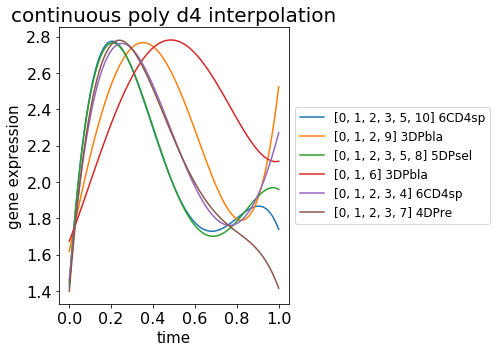 continuous poly d4 interpolation
gene expression
2.8
2.6
2.4
2.2
2.0
1.8
1.6
1.4
0.0 0.2 0.4 0.6 0.8 1.0
time
[0, 1, 2, 3, 5, 10] 6CD4sp
[0, 1, 2, 9] 3DPbla
[0, 1, 2, 3, 5, 8] 5DPsel
[0, 1, 6] 3DPbla
[0, 1, 2, 3, 4] 6CD4sp
[0, 1, 2, 3, 7] 4DPre